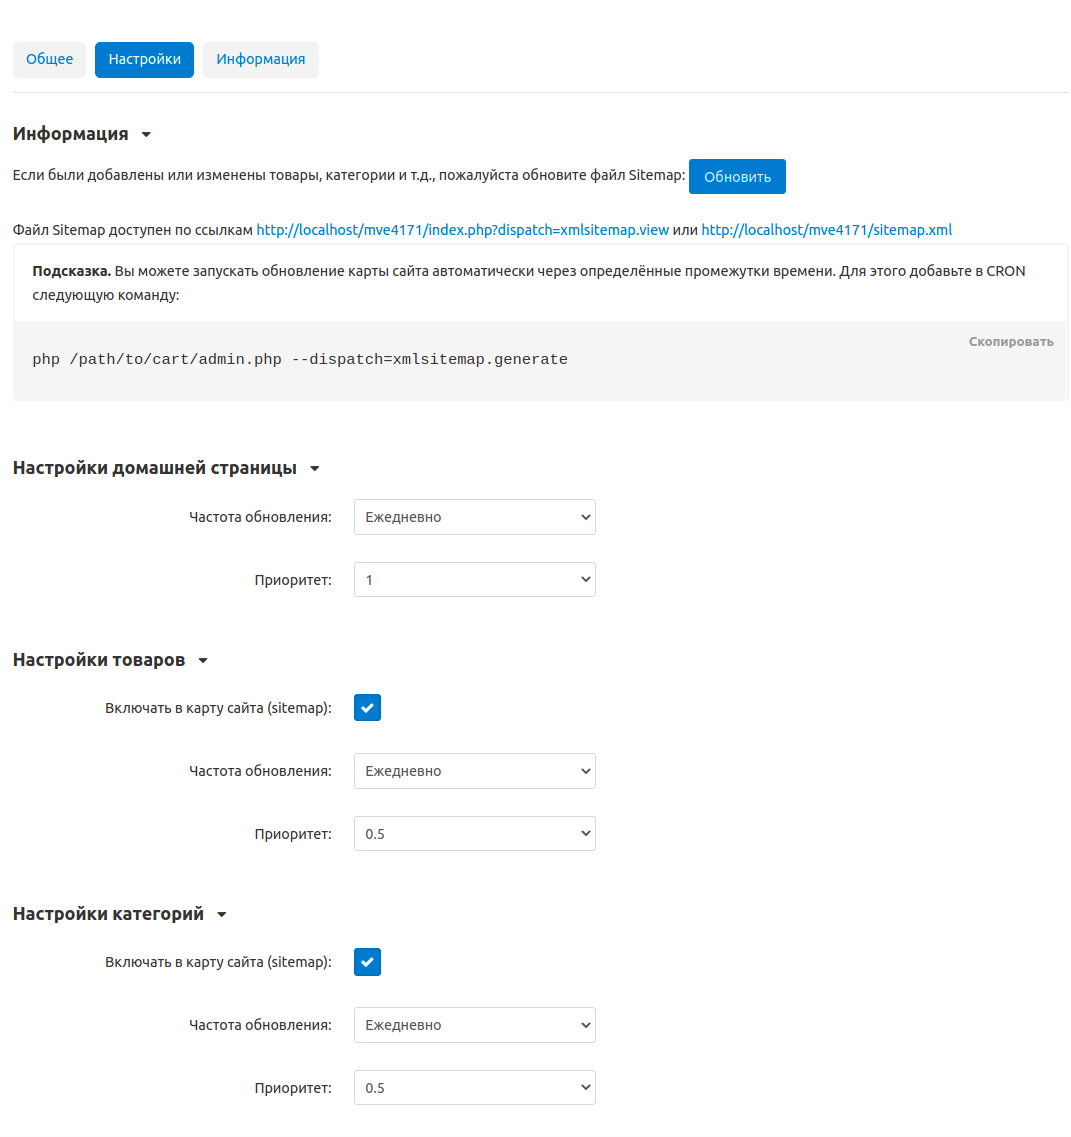 Общее Настройки Информация
Информация
Если были добавлены или изменены товары, категории и т.д., пожалуйста обновите файл Sitemap: Обновить
Файл Sitemap доступен по ссылкам http://localhost/mve4171/index.php?dispatch=xmlsitemap.view или http://localhost/mve4171/sitemap.xml
Подсказка. Вы можете запускать обновление карты сайта автоматически через определённые промежутки времени. Для этого добавьте в CRON
следующую команду:
Скопировать
php /path/to/cart/admin.php --dispatch=xmlsitemap.generate
Настройки домашней страницы
Частота обновления: Ежедневно
Приоритет: 1
Настройки товаров
Включать в карту сайта (sitemap):
Частота обновления: Ежедневно
Приоритет: 0.5
Настройки категорий
Включать в карту сайта (sitemap):
Частота обновления: Ежедневно
Приоритет: 0.5